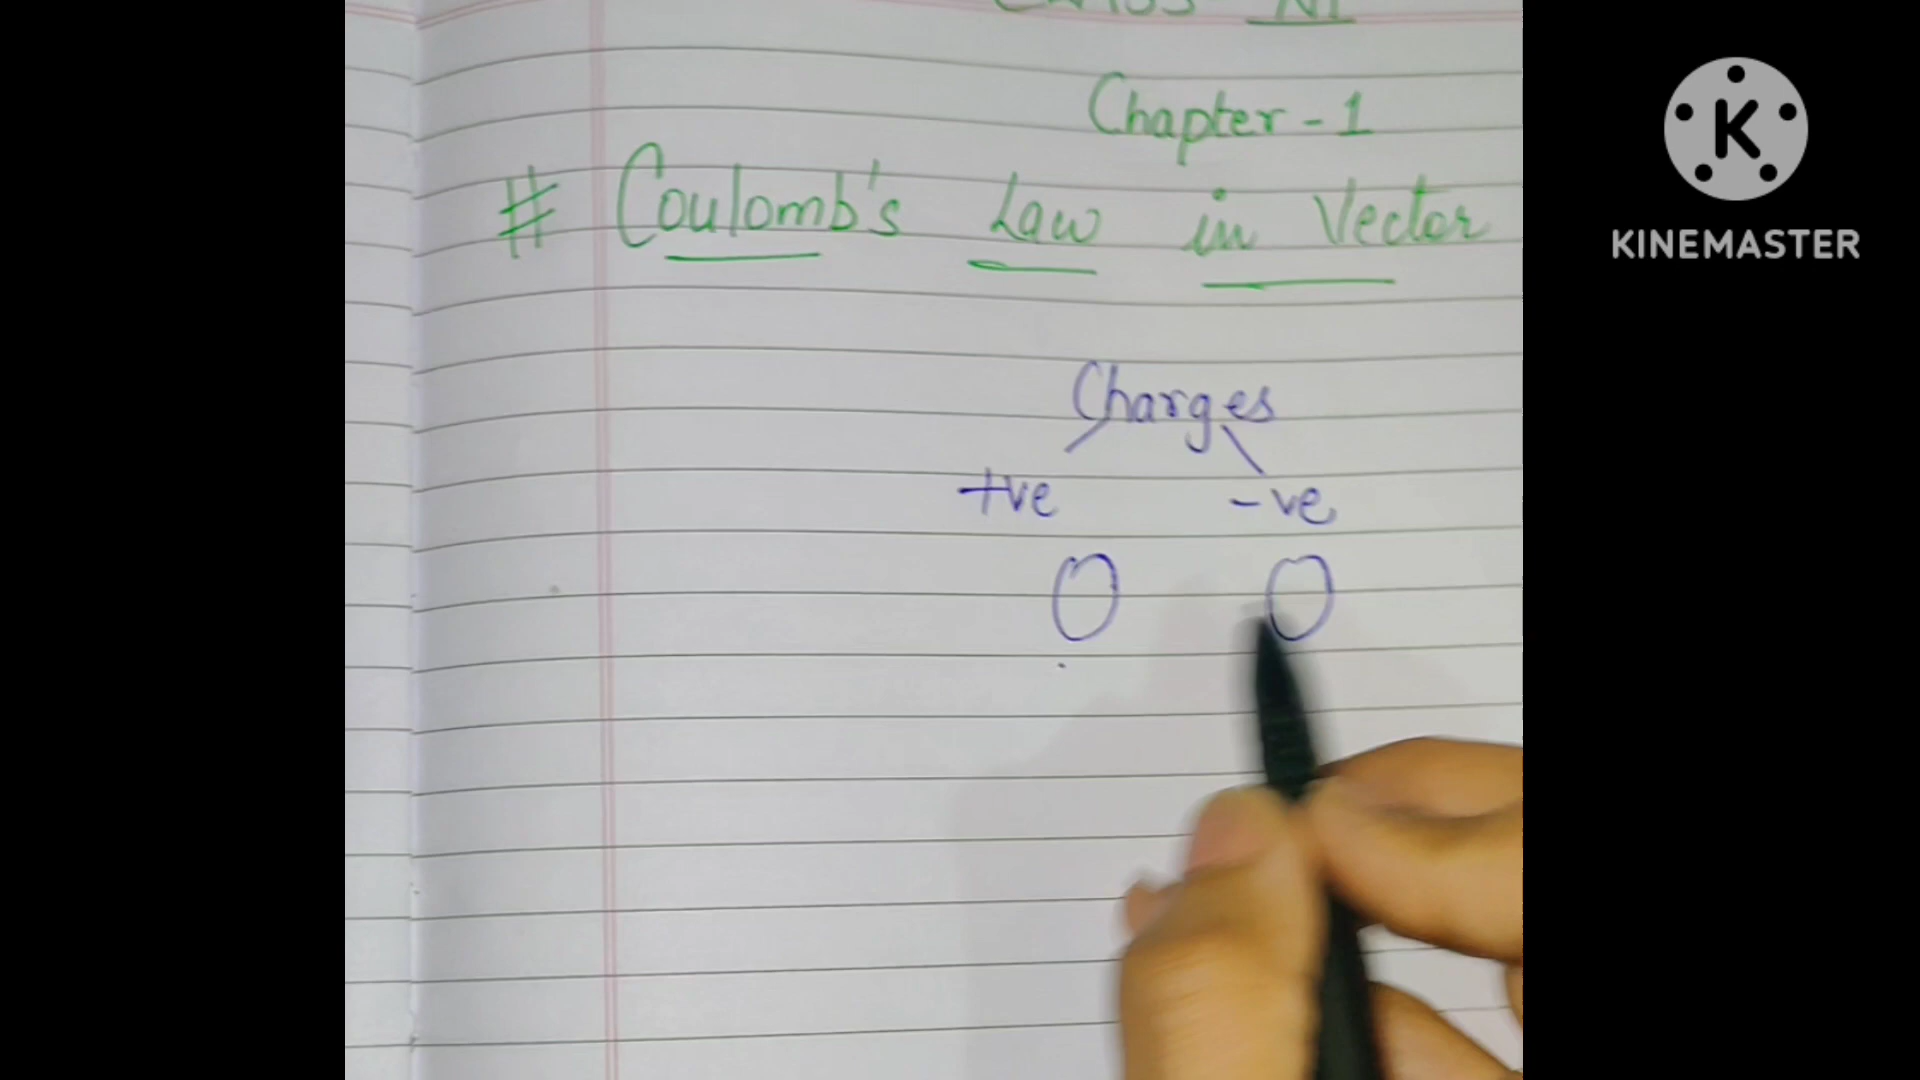 Chapter - 1
# Coulomb's Law in Vector
Charges
+ve -ve
K
KINEMASTER